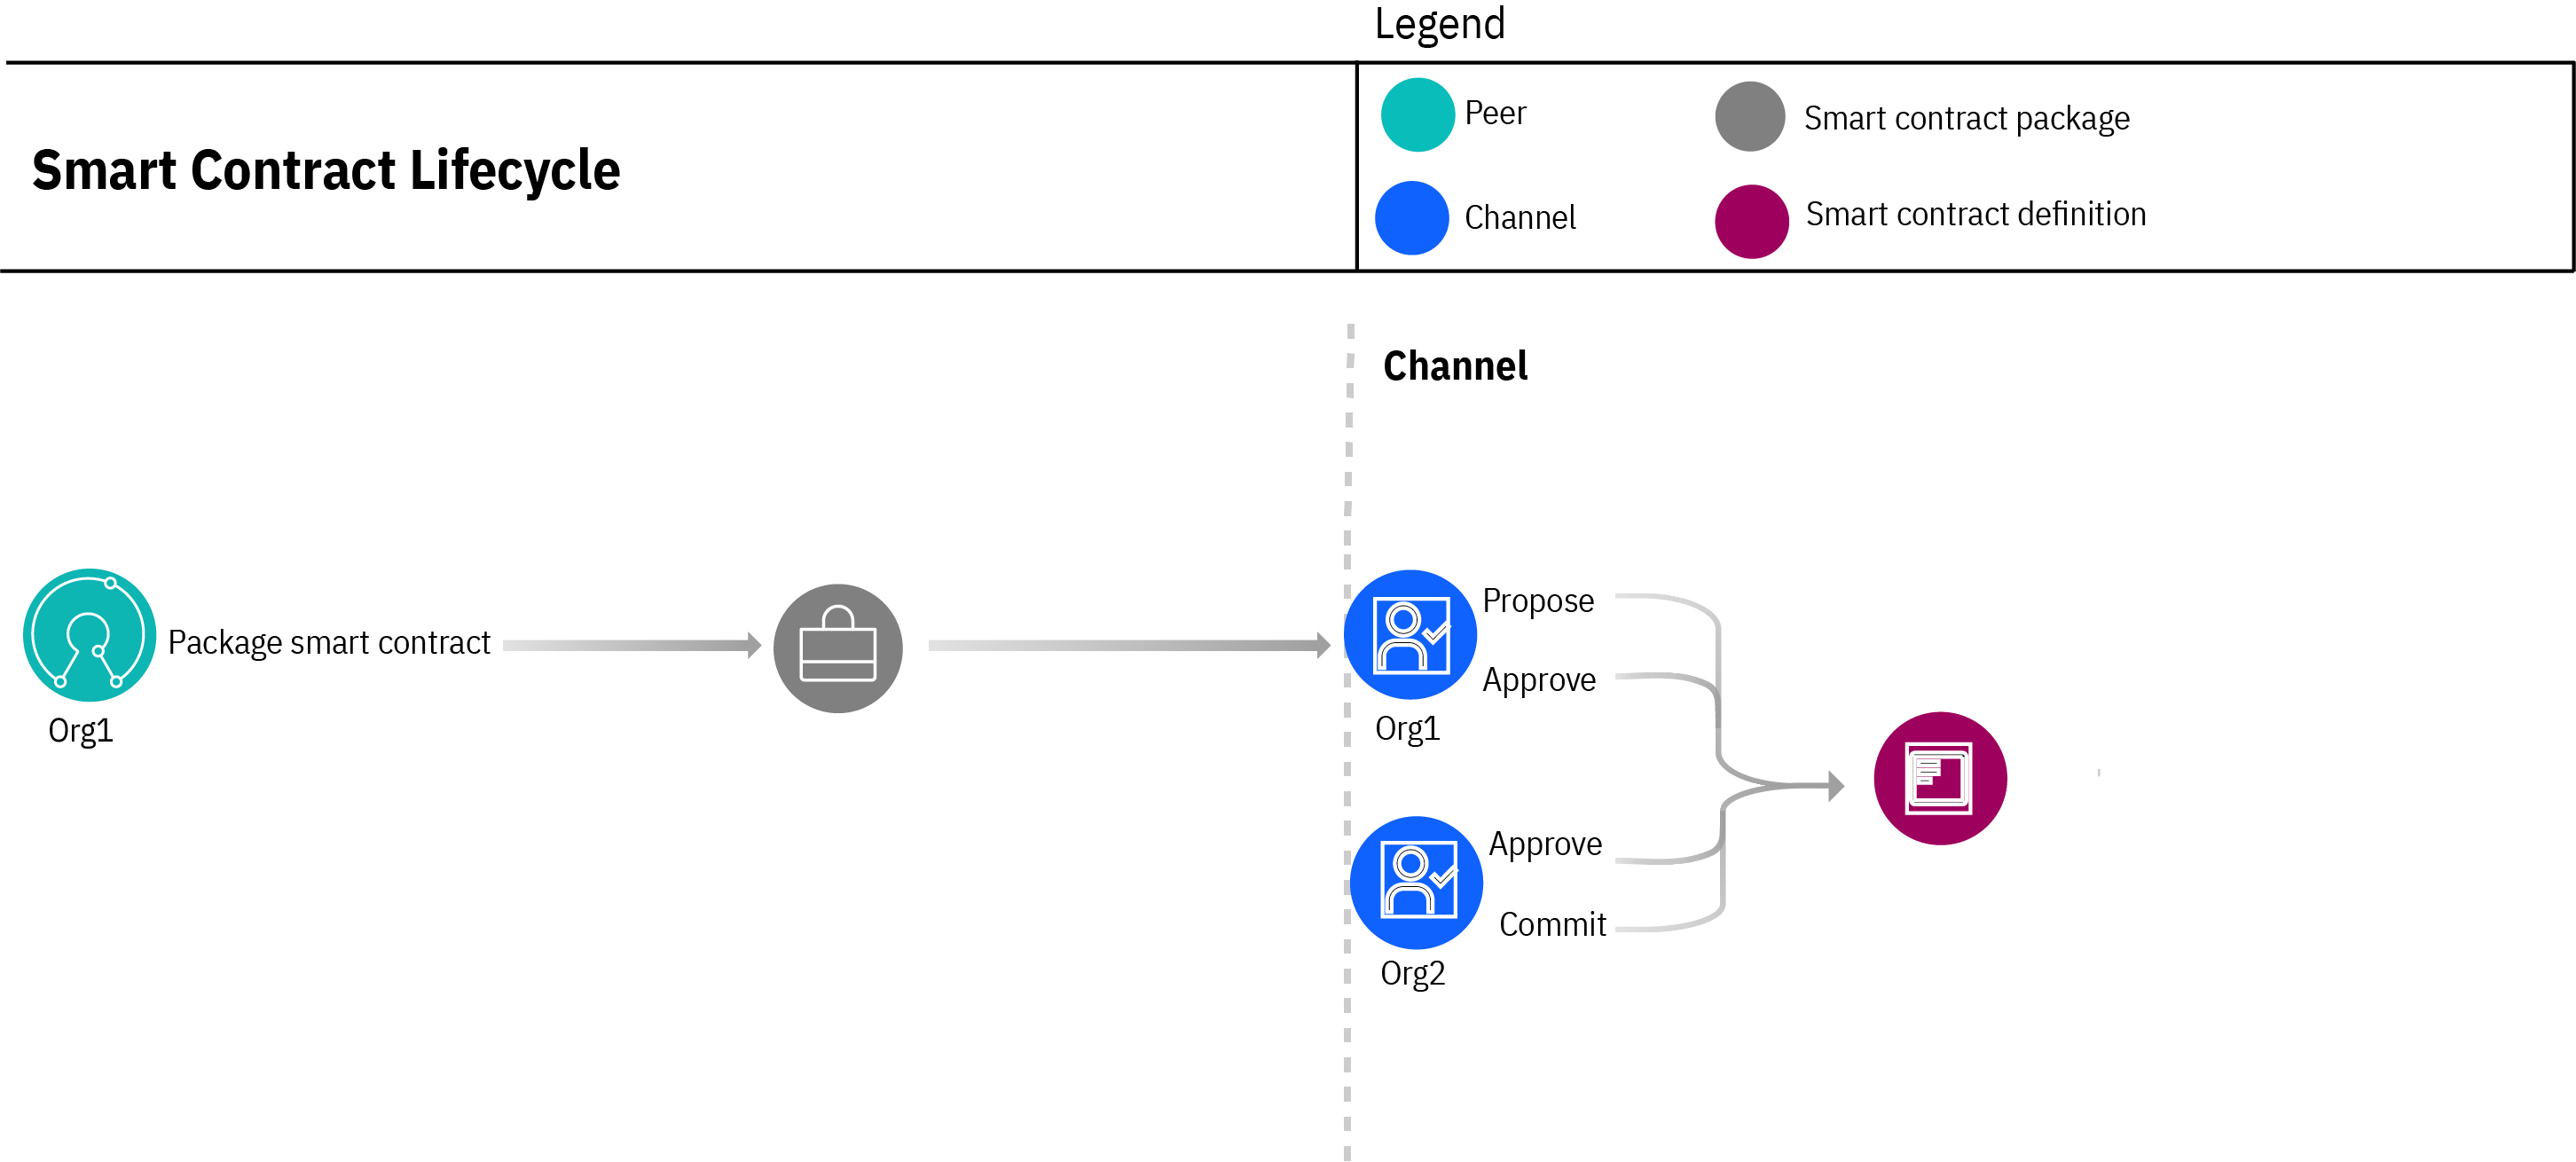 Legend
Smart Contract Lifecycle
Peer
Smart contract package
Channel
Smart contract definition
Channel
Package smart contract
Org1
Propose
Approve
Org1
Approve
Commit
Org2